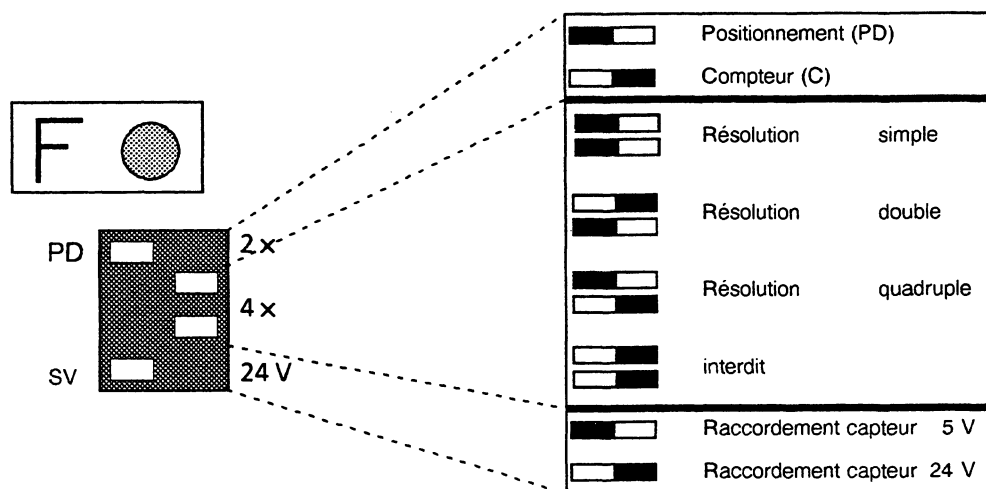 F
PD
2 ×
4 ×
SV
24 V
Positionnement (PD)
Compteur (C)
Résolution simple
Résolution double
Résolution quadruple
interdit
Raccordement capteur 5 V
Raccordement capteur 24 V